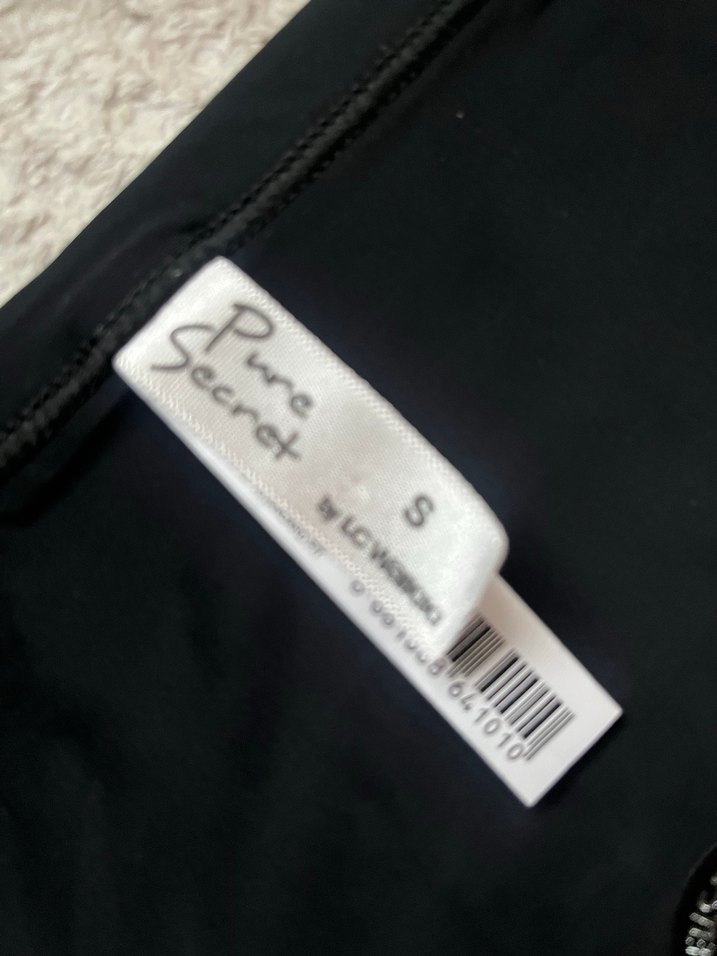 Pure
Secret
S
by LC WAIKIKI
641010